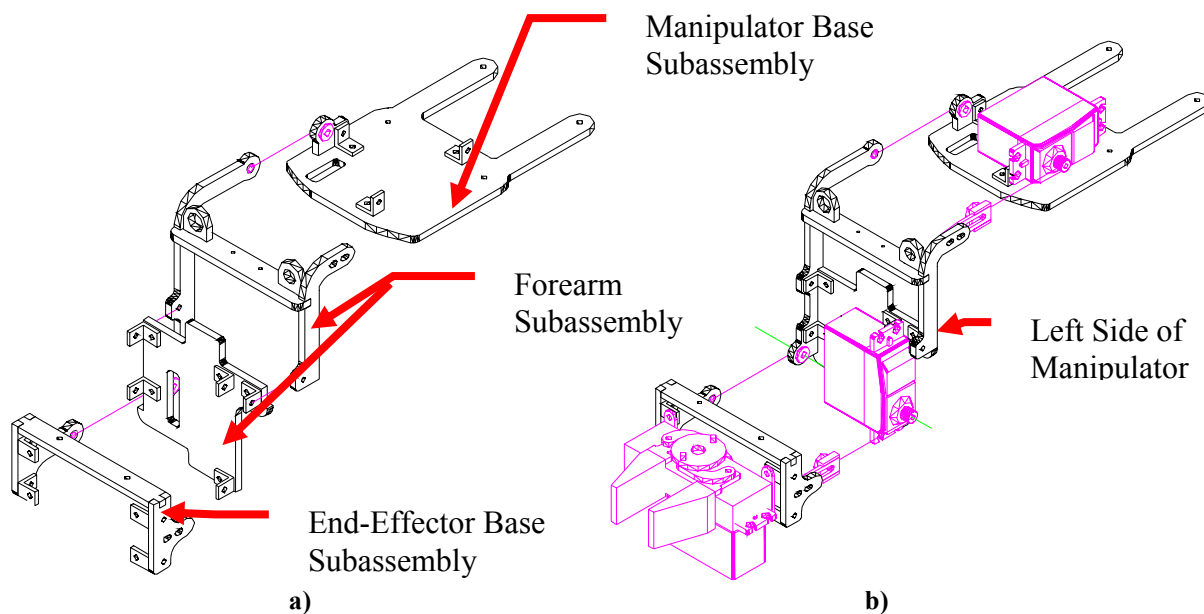 Manipulator Base
Subassembly
Forearm
Subassembly
Left Side of
Manipulator
End-Effector Base
Subassembly
a)
b)